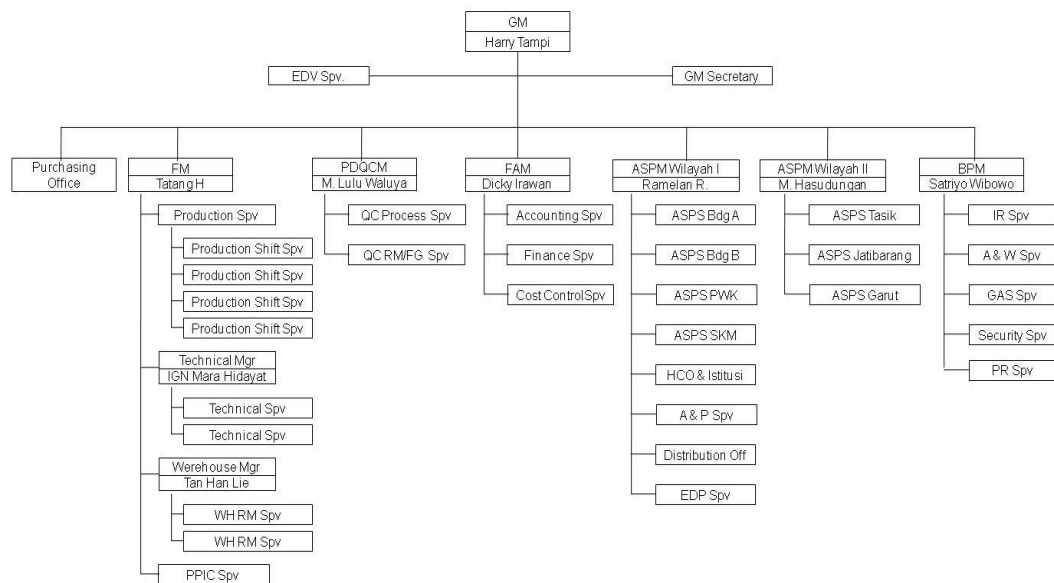 GM
Harry Tampi
EDV Spv.
GM Secretary
Purchasing
Office
FM
Tatang H
Production Spv
Production Shift Spv
Production Shift Spv
Production Shift Spv
Production Shift Spv
Technical Mgr
IGN Mara Hidayat
Technical Spv
Technical Spv
Werehouse Mgr
Tan Han Lie
WH RM Spv
WH RM Spv
PPIC Spv
PDQCM
M. Lulu Waluya
QC Process Spv
QC RM/FG Spv
FAM
Dicky Irawan
Accounting Spv
Finance Spv
Cost Control Spv
ASPM Wilayah I
Ramelan R.
ASPS Bdg A
ASPS Bdg B
ASPS PWK
ASPS SKM
HCO & Istitusi
A & P Spv
Distribution Off
EDP Spv
ASPM Wilayah II
M. Hasudungan
ASPS Tasik
ASPS Jatibarang
ASPS Garut
BPM
Satriyo Wibowo
IR Spv
A & W Spv
GAS Spv
Security Spv
PR Spv